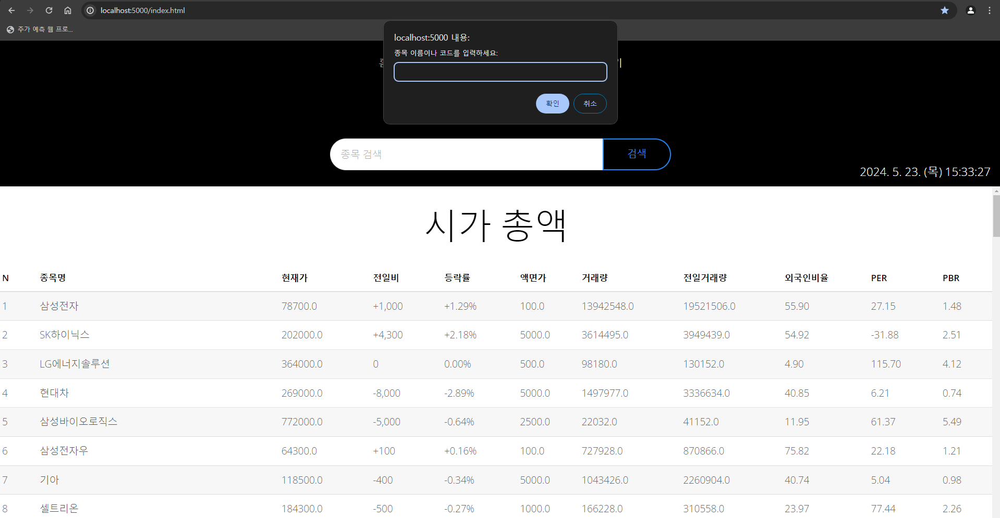 localhost:5000/index.html
주가 예측 웹 프로...
localhost:5000 내용:
종목 이름이나 코드를 입력하세요:
확인 취소
종목 검색 검색
2024. 5. 23. (목) 15:33:27
시가 총액
N 종목명 현재가 전일비 등락률 액면가 거래량 전일거래량 외국인비율 PER PBR
1 삼성전자 78700.0 +1,000 +1.29% 100.0 13942548.0 19521506.0 55.90 27.15 1.48
2 SK하이닉스 202000.0 +4,300 +2.18% 5000.0 3614495.0 3949439.0 54.92 -31.88 2.51
3 LG에너지솔루션 364000.0 0 0.00% 500.0 98180.0 130152.0 4.90 115.70 4.12
4 현대차 269000.0 -8,000 -2.89% 5000.0 1497977.0 3336634.0 40.85 6.21 0.74
5 삼성바이오로직스 772000.0 -5,000 -0.64% 2500.0 22032.0 41152.0 11.95 61.37 5.49
6 삼성전자우 64300.0 +100 +0.16% 100.0 727928.0 870866.0 75.82 22.18 1.21
7 기아 118500.0 -400 -0.34% 5000.0 1043426.0 2260904.0 40.74 5.04 0.98
8 셀트리온 184300.0 -500 -0.27% 1000.0 166228.0 310558.0 23.97 77.44 2.26